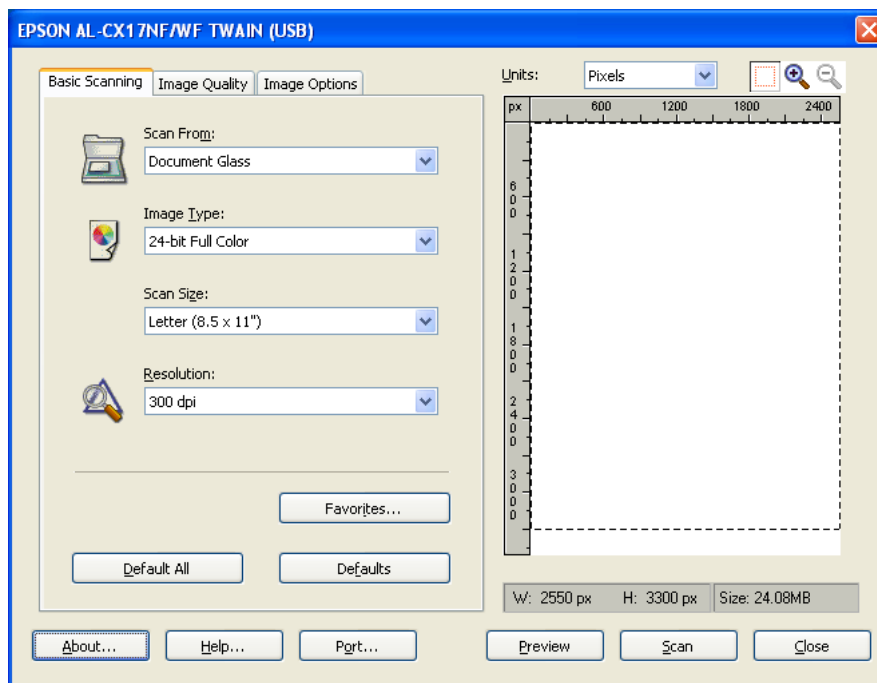 EPSON AL-CX17NF/WF TWAIN (USB)
Basic Scanning
Image Quality
Image Options
Scan From:
Document Glass
Image Type:
24-bit Full Color
Scan Size:
Letter (8.5 x 11")
Resolution:
300 dpi
Favorites...
Default All
Defaults
Units:
Pixels
px
600
1200
1800
2400
600
1200
1800
2400
3000
W: 2550 px
H: 3300 px
Size: 24.08MB
About...
Help...
Port...
Preview
Scan
Close